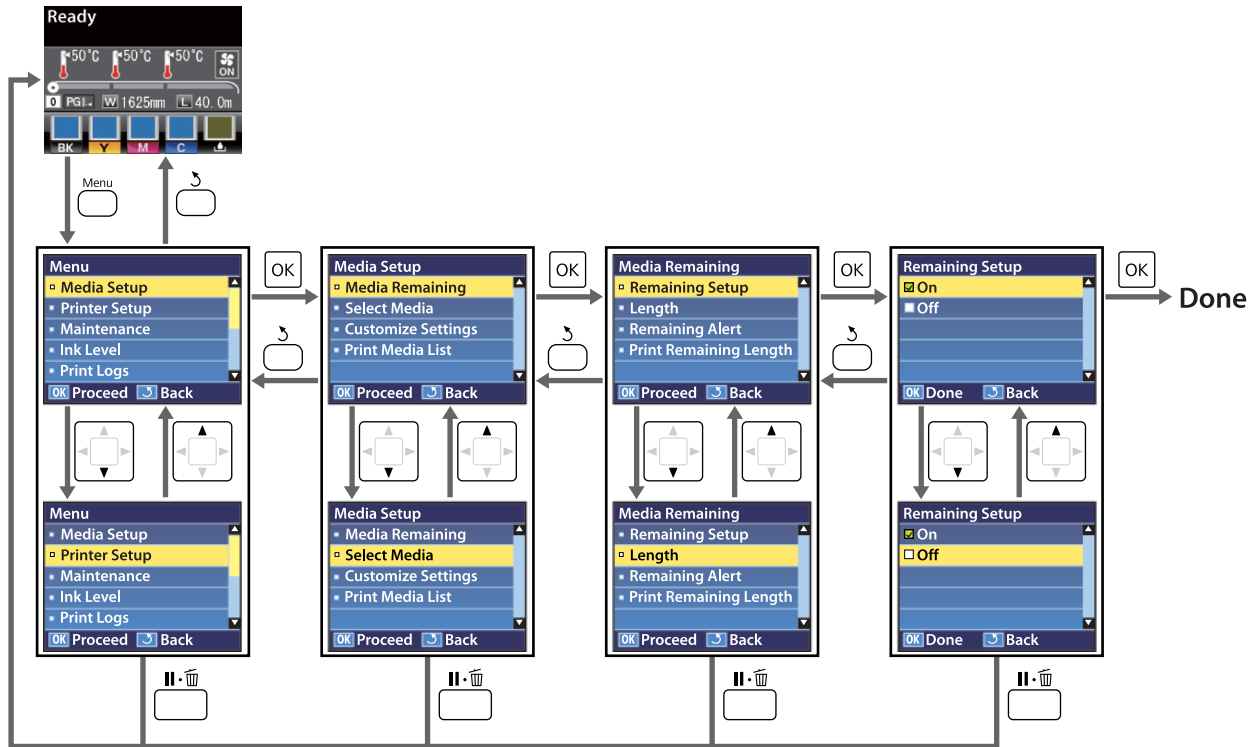 Ready
50°C 50°C 50°C
ON
0 PG W 1625mm L 40.0m
BK Y M C
Menu
Menu
Media Setup
Printer Setup
Maintenance
Ink Level
Print Logs
OK Proceed Back
OK
Media Setup
Media Remaining
Select Media
Customize Settings
Print Media List
OK Proceed Back
OK
Media Remaining
Remaining Setup
Length
Remaining Alert
Print Remaining Length
OK Proceed Back
OK
Remaining Setup
On
Off
OK Done Back
OK
Done
Menu
Media Setup
Printer Setup
Maintenance
Ink Level
Print Logs
OK Proceed Back
Media Setup
Media Remaining
Select Media
Customize Settings
Print Media List
OK Proceed Back
Media Remaining
Remaining Setup
Length
Remaining Alert
Print Remaining Length
OK Proceed Back
Remaining Setup
On
Off
OK Done Back